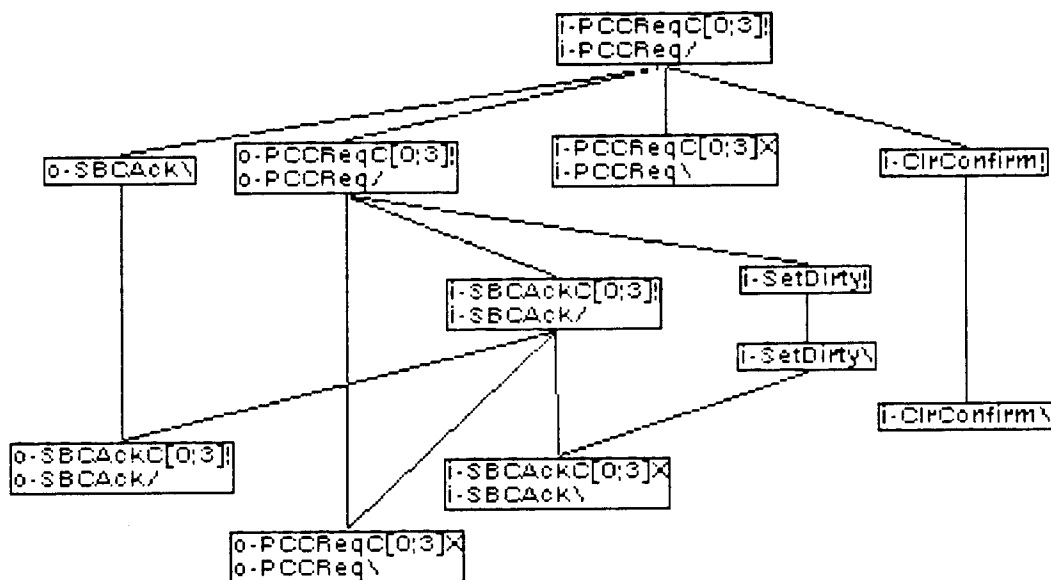 i-PCCReqC[0;3]!
i-PCCReq/
o-SBCAck\
o-PCCReqC[0;3]!
o-PCCReq/
i-PCCReqC[0;3]X
i-PCCReq\
i-ClrConfirm!
i-SBCAckC[0;3]!
i-SBCAck/
i-SetDirty!
i-SetDirty\
i-ClrConfirm\
o-SBCAckC[0;3]!
o-SBCAck/
i-SBCAckC[0;3]X
i-SBCAck\
o-PCCReqC[0;3]X
o-PCCReq\